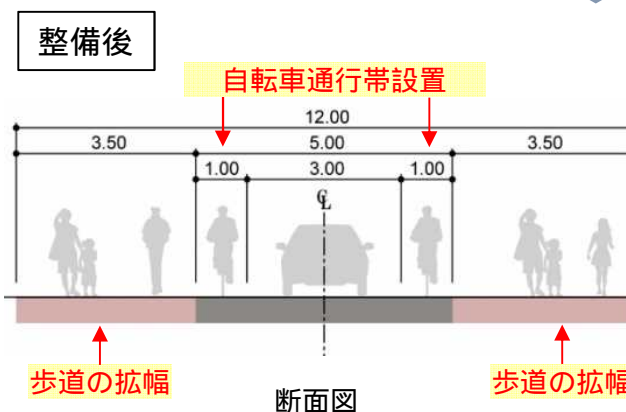 整備後
自転車通行帯設置
12.00
3.50 5.00 3.50
1.00 3.00 1.00
℄
歩道の拡幅 歩道の拡幅
断面図